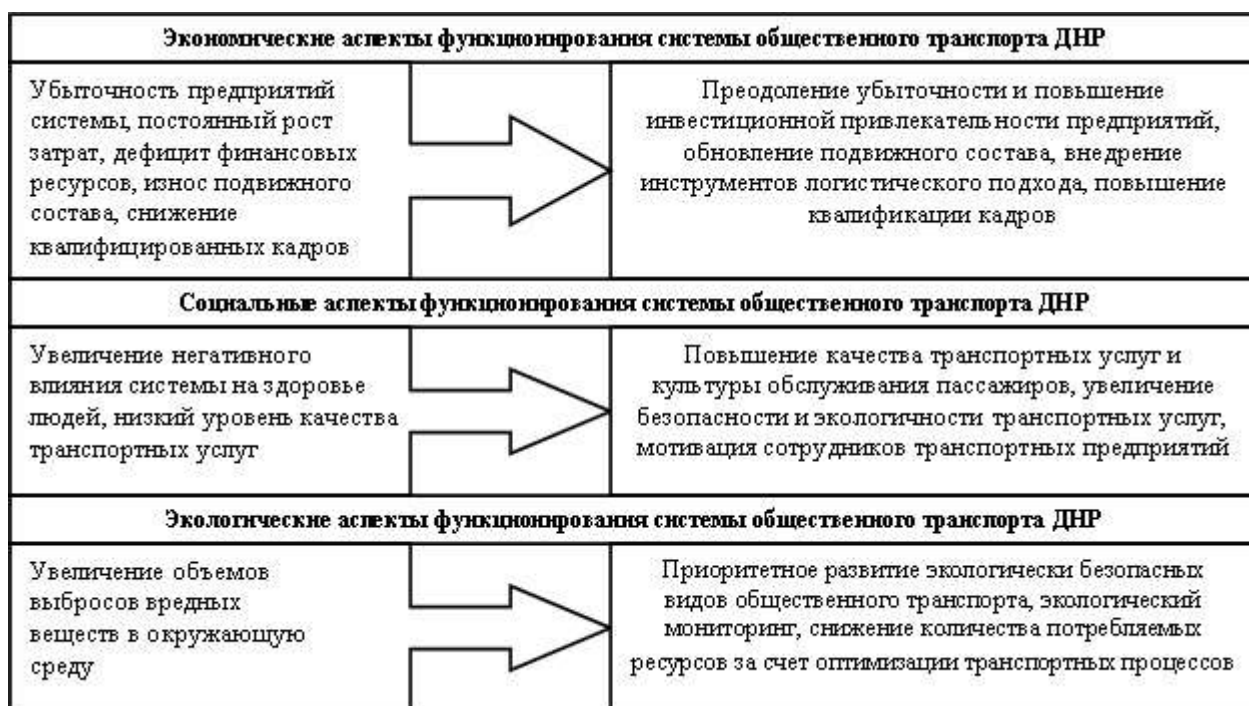 Экономические аспекты функционирования системы общественного транспорта ДНР
Убыточность предприятий
системы, постоянный рост
затрат, дефицит финансовых
ресурсов, износ подвижного
состава, снижение
квалифицированных кадров
Преодоление убыточности и повышение
инвестиционной привлекательности предприятий,
обновление подвижного состава, внедрение
инструментов логистического подхода, повышение
квалификации кадров
Социальные аспекты функционирования системы общественного транспорта ДНР
Увеличение негативного
влияния системы на здоровье
людей, низкий уровень качества
транспортных услуг
Повышение качества транспортных услуг и
культуры обслуживания пассажиров, увеличение
безопасности и экологичности транспортных услуг,
мотивация сотрудников транспортных предприятий
Экологические аспекты функционирования системы общественного транспорта ДНР
Увеличение объемов
выбросов вредных
веществ в окружающую
среду
Приоритетное развитие экологически безопасных
видов общественного транспорта, экологический
мониторинг, снижение количества потребляемых
ресурсов за счет оптимизации транспортных процессов